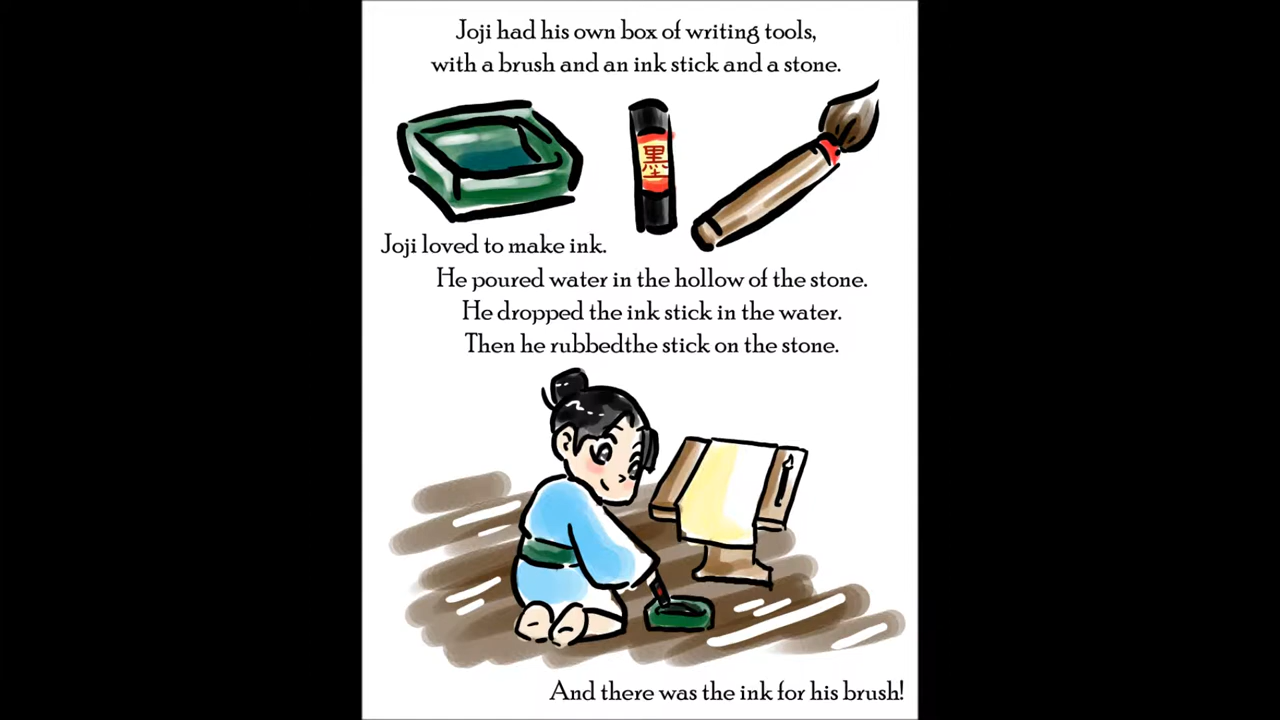 Joji had his own box of writing tools,
with a brush and an ink stick and a stone.
墨
Joji loved to make ink.
He poured water in the hollow of the stone.
He dropped the ink stick in the water.
Then he rubbedthe stick on the stone.
And there was the ink for his brush!